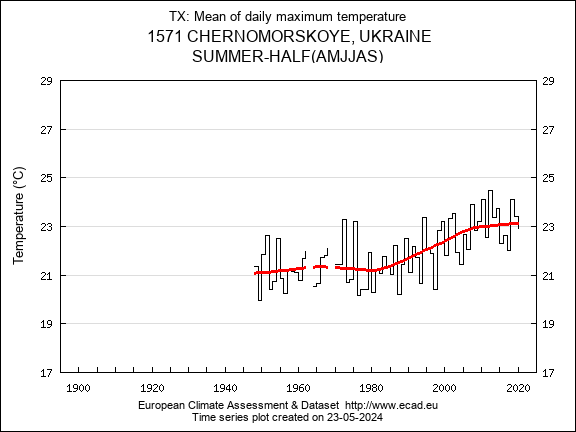 TX: Mean of daily maximum temperature
1571 CHERNOMORSKOYE, UKRAINE
SUMMER-HALF(AMJJAS)
29 29
27 27
25 25
23 23
21 21
19 19
17 17
Temperature (°C)
1900 1920 1940 1960 1980 2000 2020
European Climate Assessment & Dataset http://www.ecad.eu
Time series plot created on 23-05-2024